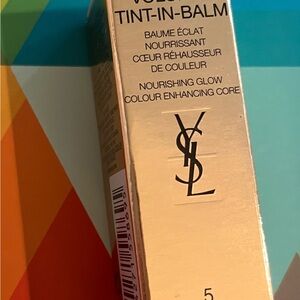 TINT-IN-BALM
BAUME ÉCLAT
NOURRISSANT
CŒUR RÉHAUSSEUR
DE COULEUR
NOURISHING GLOW
COLOUR ENHANCING CORE
YSL
5